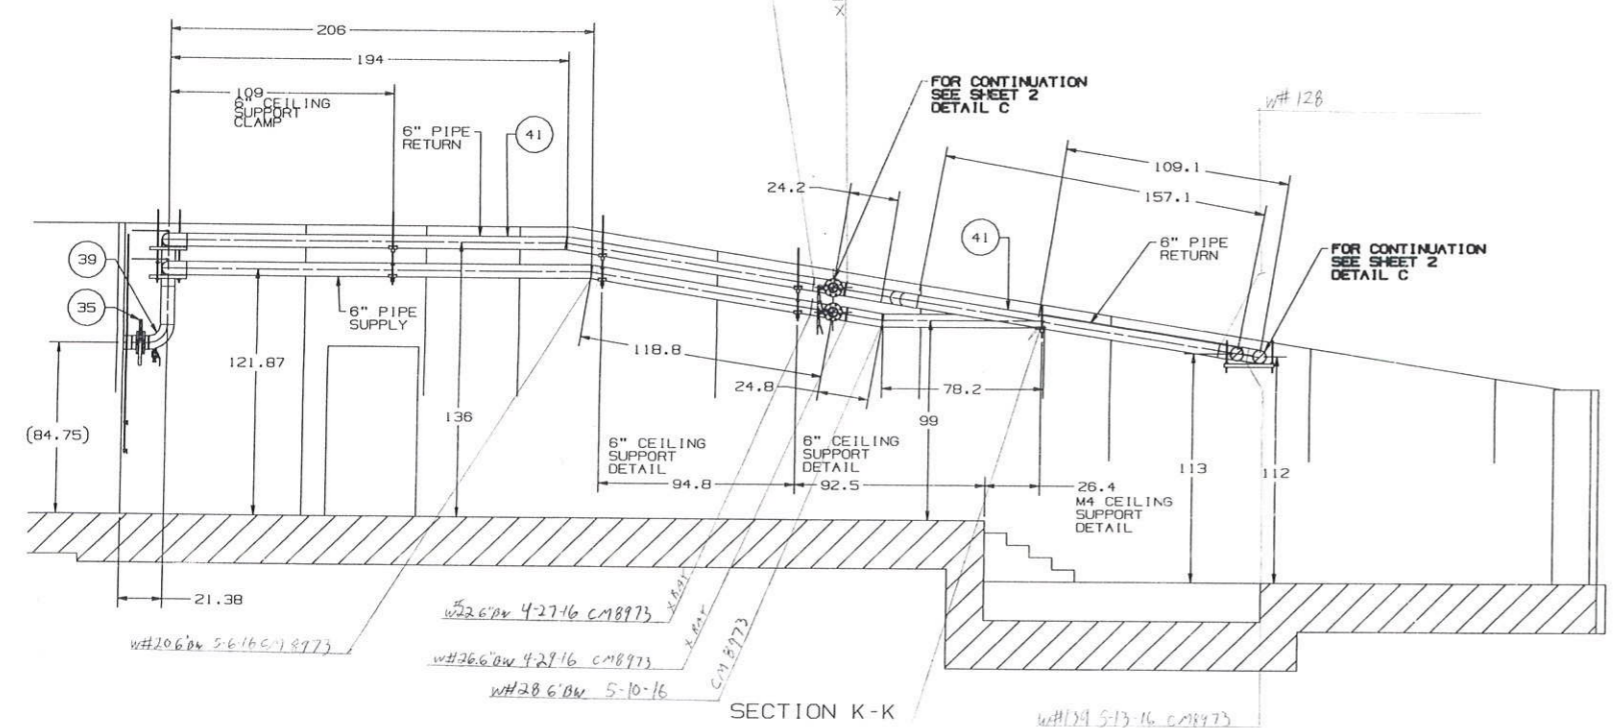 206
194
109
6" CEILING
SUPPORT
CLAMP
6" PIPE
RETURN
41
X
FOR CONTINUATION
SEE SHEET 2
DETAIL C
W#128
109.1
157.1
24.2
41
6" PIPE
RETURN
FOR CONTINUATION
SEE SHEET 2
DETAIL C
39
35
6" PIPE
SUPPLY
121.87
118.8
24.8
78.2
136
99
(84.75)
6" CEILING
SUPPORT
DETAIL
6" CEILING
SUPPORT
DETAIL
94.8
92.5
26.4
M4 CEILING
SUPPORT
DETAIL
113
112
21.38
W#20 6"BW 5-6-16 CM8973
W#22 6"BW 4-27-16 CM8973
X RAY
W#26 6"BW 4-29-16 CM8973
X RAY
W#28 6"BW 5-10-16
CM 8973
SECTION K-K
5-13-16 CM8973